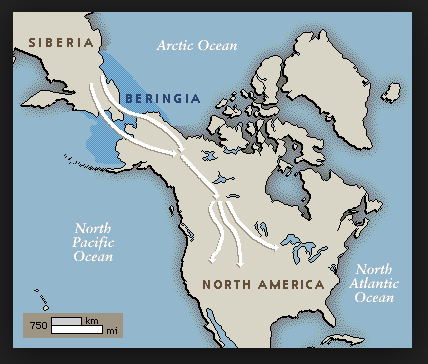 SIBERIA
Arctic Ocean
BERINGIA
North
Pacific
Ocean
NORTH AMERICA
North
Atlantic
Ocean
750 km
mi